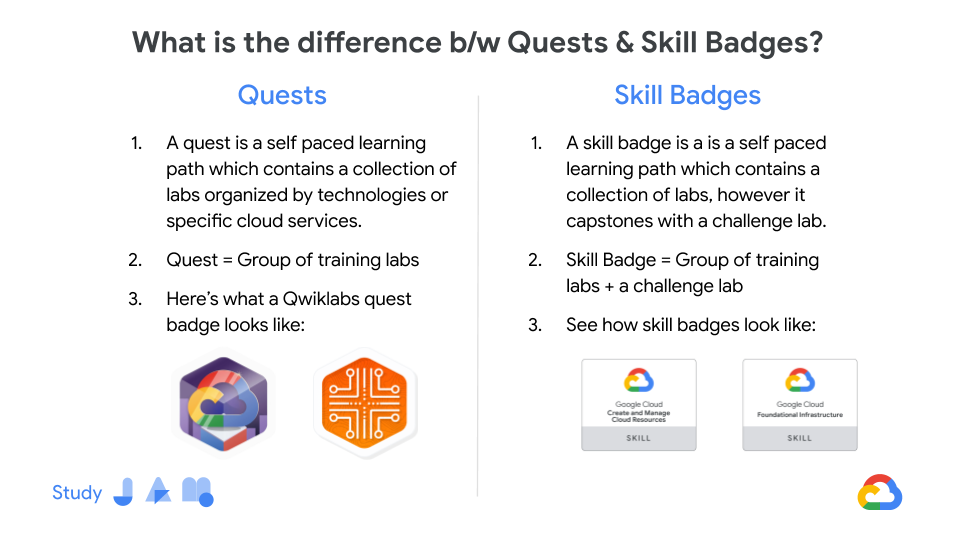 What is the difference b/w Quests & Skill Badges?
Quests
1. A quest is a self paced learning
path which contains a collection of
labs organized by technologies or
specific cloud services.
2. Quest = Group of training labs
3. Here’s what a Qwiklabs quest
badge looks like:
Skill Badges
1. A skill badge is a is a self paced
learning path which contains a
collection of labs, however it
capstones with a challenge lab.
2. Skill Badge = Group of training
labs + a challenge lab
3. See how skill badges look like:
Google Cloud
Create and Manage
Cloud Resources
SKILL
Google Cloud
Foundational Infrastructure
SKILL
Study JAM